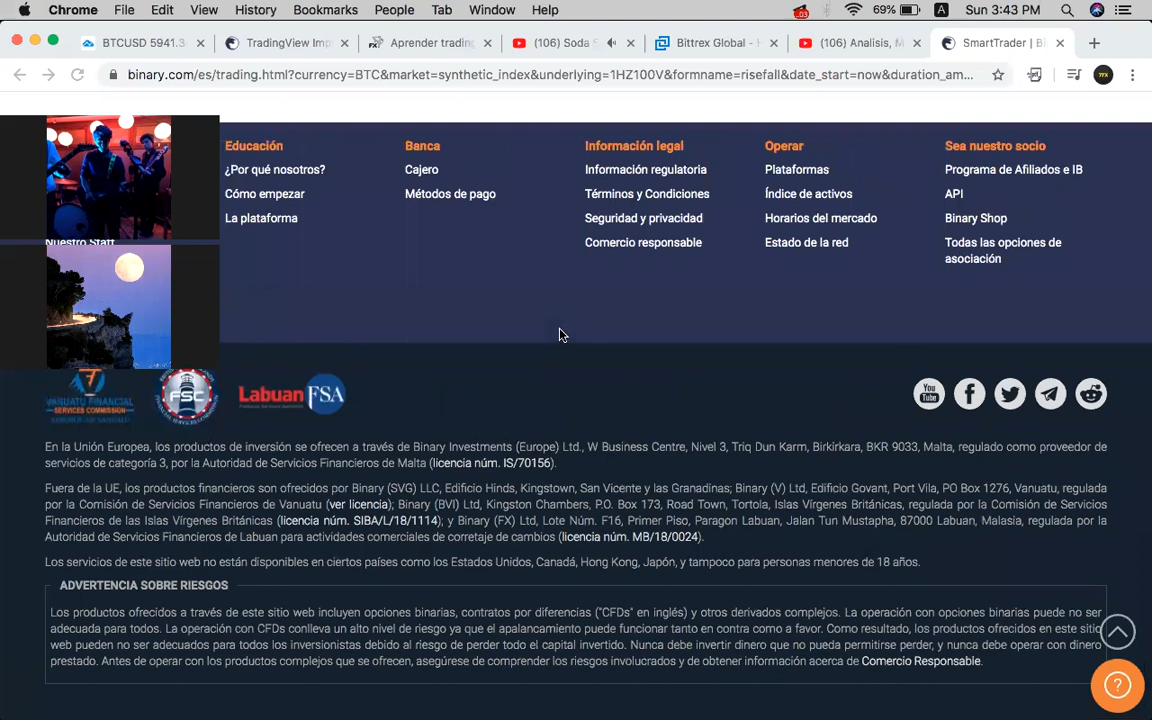 Chrome File Edit View History Bookmarks People Tab Window Help
.03 69% A Sun 3:43 PM
BTCUSD 5941.3 TradingView Imp Aprender trading (106) Soda S Bittrex Global - (106) Analisis, M SmartTrader | Bi
binary.com/es/trading.html?currency=BTC&market=synthetic_index&underlying=1HZ100V&formname=risefall&date_start=now&duration_am...
Educación
¿Por qué nosotros?
Cómo empezar
La plataforma
Banca
Cajero
Métodos de pago
Información legal
Información regulatoria
Términos y Condiciones
Seguridad y privacidad
Comercio responsable
Operar
Plataformas
Índice de activos
Horarios del mercado
Estado de la red
Sea nuestro socio
Programa de Afiliados e IB
API
Binary Shop
Todas las opciones de
asociación
Nuestro Staff
VANUATU FINANCIAL
SERVICES COMMISSION
FSC
Labuan FSA
You
Tube
En la Unión Europea, los productos de inversión se ofrecen a través de Binary Investments (Europe) Ltd., W Business Centre, Nivel 3, Triq Dun Karm, Birkirkara, BKR 9033, Malta, regulado como proveedor de
servicios de categoría 3, por la Autoridad de Servicios Financieros de Malta (licencia núm. IS/70156).
Fuera de la UE, los productos financieros son ofrecidos por Binary (SVG) LLC, Edificio Hinds, Kingstown, San Vicente y las Granadinas; Binary (V) Ltd, Edificio Govant, Port Vila, PO Box 1276, Vanuatu, regulada
por la Comisión de Servicios Financieros de Vanuatu (ver licencia); Binary (BVI) Ltd, Kingston Chambers, P.O. Box 173, Road Town, Tortola, Islas Vírgenes Británicas, regulada por la Comisión de Servicios
Financieros de las Islas Vírgenes Británicas (licencia núm. SIBA/L/18/1114); y Binary (FX) Ltd, Lote Núm. F16, Primer Piso, Paragon Labuan, Jalan Tun Mustapha, 87000 Labuan, Malasia, regulada por la
Autoridad de Servicios Financieros de Labuan para actividades comerciales de corretaje de cambios (licencia núm. MB/18/0024).
Los servicios de este sitio web no están disponibles en ciertos países como los Estados Unidos, Canadá, Hong Kong, Japón, y tampoco para personas menores de 18 años.
ADVERTENCIA SOBRE RIESGOS
Los productos ofrecidos a través de este sitio web incluyen opciones binarias, contratos por diferencias ("CFDs" en inglés) y otros derivados complejos. La operación con opciones binarias puede no ser
adecuada para todos. La operación con CFDs conlleva un alto nivel de riesgo ya que el apalancamiento puede funcionar tanto en contra como a favor. Como resultado, los productos ofrecidos en este sitio
web pueden no ser adecuados para todos los inversionistas debido al riesgo de perder todo el capital invertido. Nunca debe invertir dinero que no pueda permitirse perder, y nunca debe operar con dinero
prestado. Antes de operar con los productos complejos que se ofrecen, asegúrese de comprender los riesgos involucrados y de obtener información acerca de Comercio Responsable.